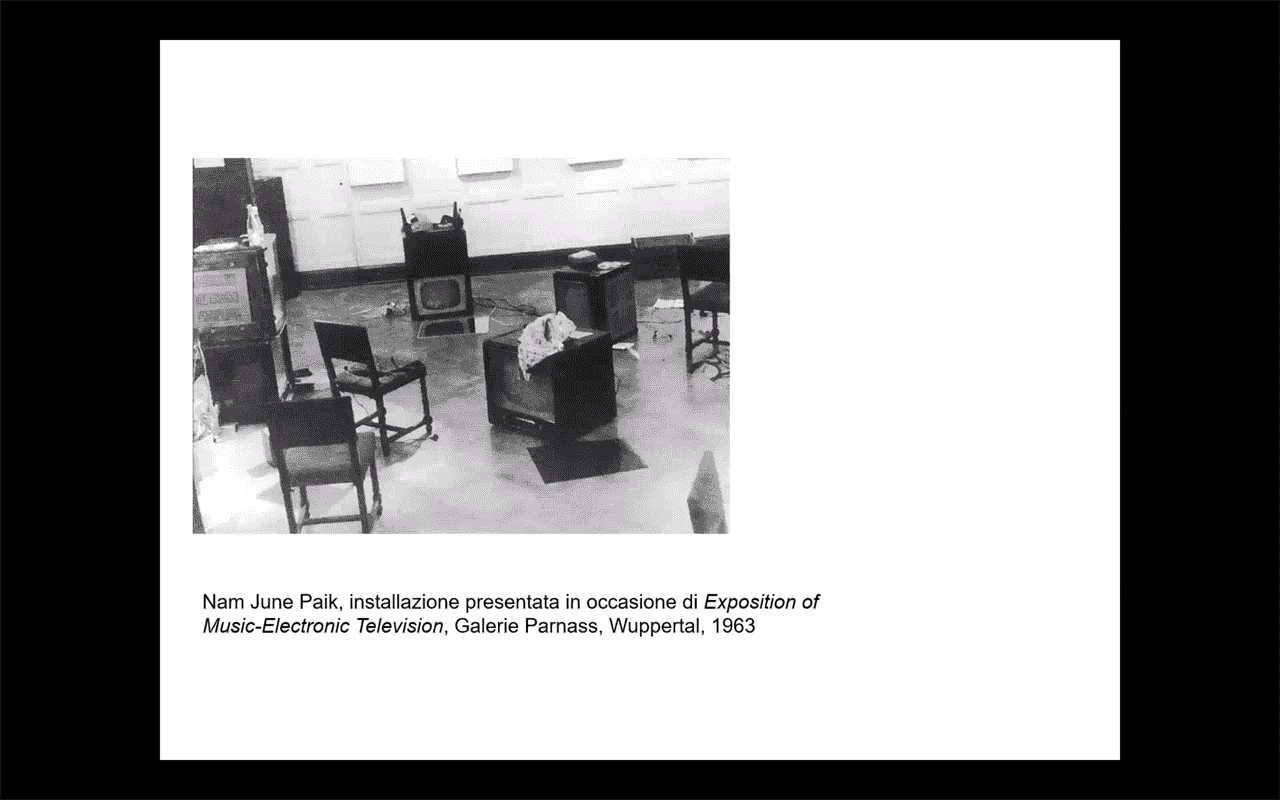 Nam June Paik, installazione presentata in occasione di Exposition of
Music-Electronic Television, Galerie Parnass, Wuppertal, 1963